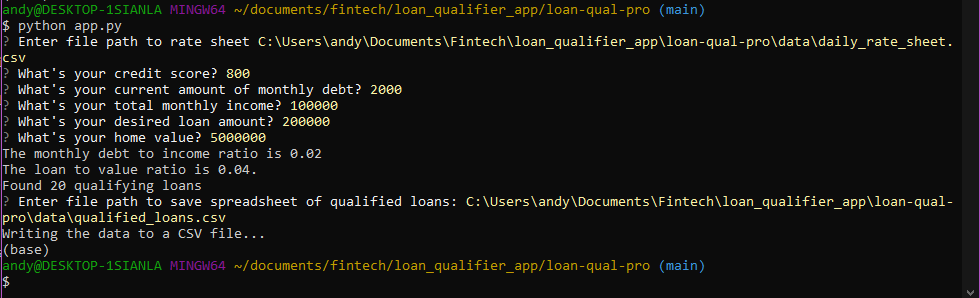 andy@DESKTOP-1SIANLA MINGW64 ~/documents/fintech/loan_qualifier_app/loan-qual-pro (main)
$ python app.py
? Enter file path to rate sheet C:\Users\andy\Documents\Fintech\loan_qualifier_app\loan-qual-pro\data\daily_rate_sheet.
csv
? What's your credit score? 800
? What's your current amount of monthly debt? 2000
? What's your total monthly income? 100000
? What's your desired loan amount? 200000
? What's your home value? 5000000
The monthly debt to income ratio is 0.02
The loan to value ratio is 0.04.
Found 20 qualifying loans
? Enter file path to save spreadsheet of qualified loans: C:\Users\andy\Documents\Fintech\loan_qualifier_app\loan-qual-
pro\data\qualified_loans.csv
Writing the data to a CSV file...
(base)
andy@DESKTOP-1SIANLA MINGW64 ~/documents/fintech/loan_qualifier_app/loan-qual-pro (main)
$